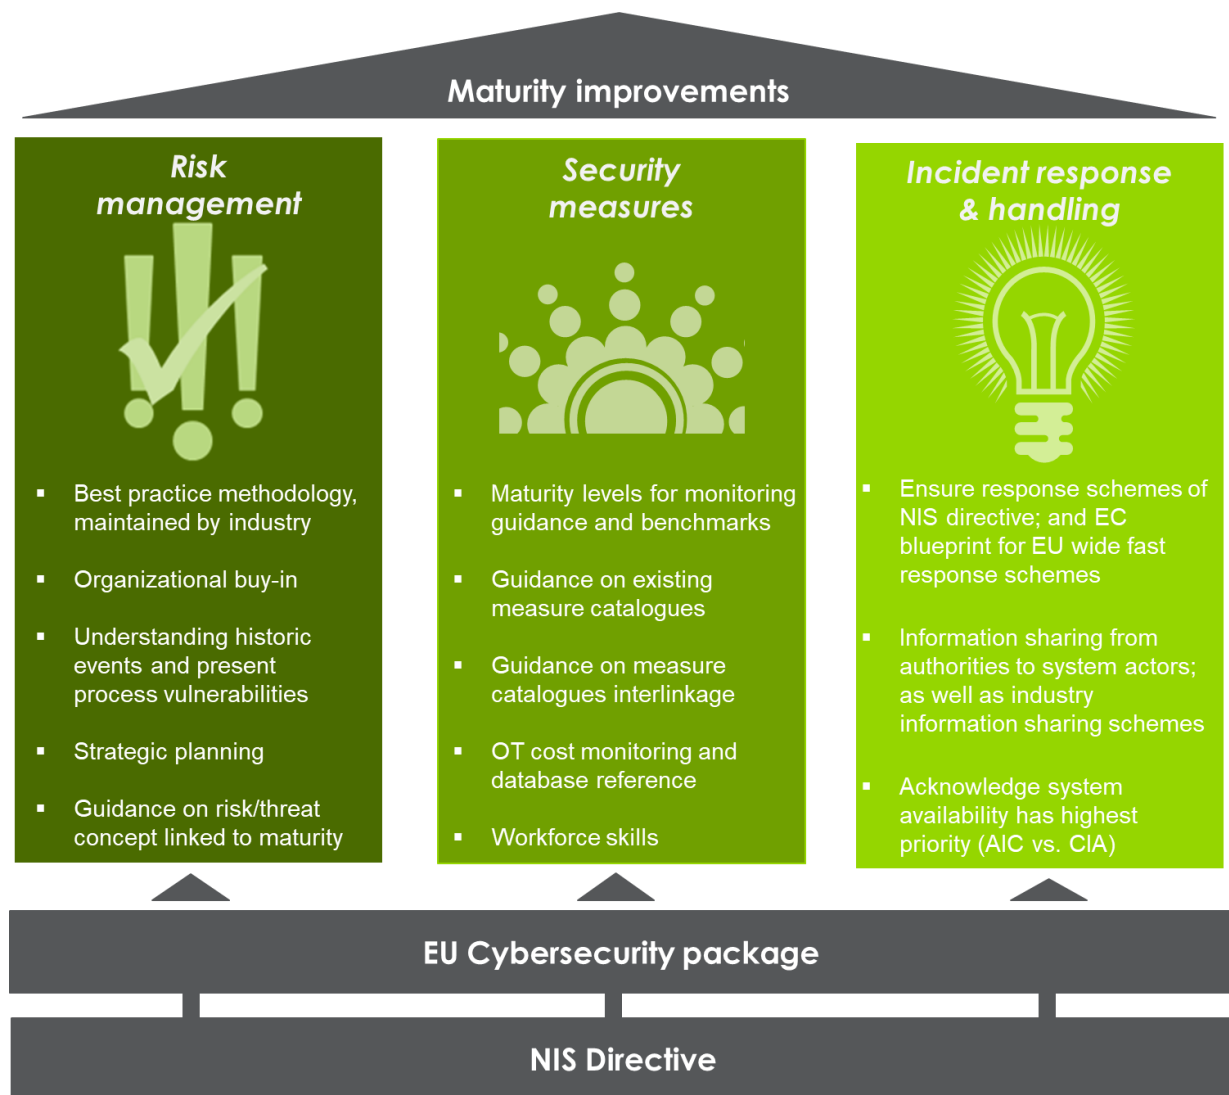 Maturity improvements
Risk
management
▪ Best practice methodology,
maintained by industry
▪ Organizational buy-in
▪ Understanding historic
events and present
process vulnerabilities
▪ Strategic planning
▪ Guidance on risk/threat
concept linked to maturity
Security
measures
▪ Maturity levels for monitoring
guidance and benchmarks
▪ Guidance on existing
measure catalogues
▪ Guidance on measure
catalogues interlinkage
▪ OT cost monitoring and
database reference
▪ Workforce skills
Incident response
& handling
▪ Ensure response schemes of
NIS directive; and EC
blueprint for EU wide fast
response schemes
▪ Information sharing from
authorities to system actors;
as well as industry
information sharing schemes
▪ Acknowledge system
availability has highest
priority (AIC vs. CIA)
EU Cybersecurity package
NIS Directive